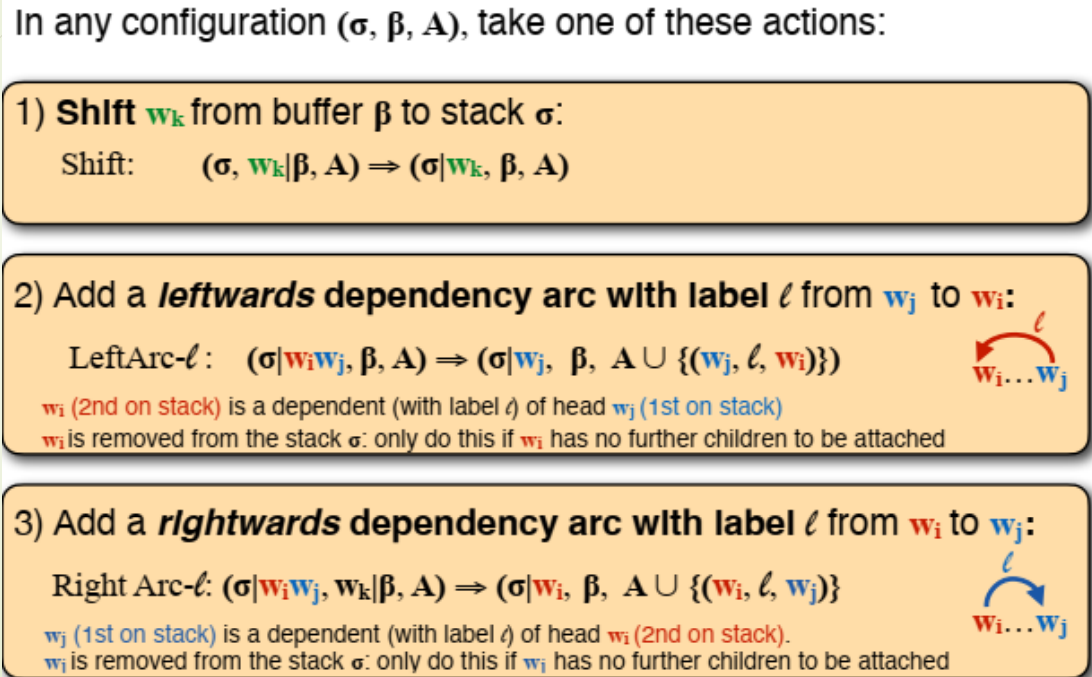 In any configuration (σ, β, A), take one of these actions:
1) Shift wₖ from buffer β to stack σ:
Shift: (σ, wₖ|β, A) ⇒ (σ|wₖ, β, A)
2) Add a leftwards dependency arc with label ℓ from wⱼ to wᵢ:
ℓ
LeftArc-ℓ : (σ|wᵢwⱼ, β, A) ⇒ (σ|wⱼ, β, A ∪ {(wⱼ, ℓ, wᵢ)})
wᵢ...wⱼ
wᵢ (2nd on stack) is a dependent (with label ℓ) of head wⱼ (1st on stack)
wᵢ is removed from the stack σ: only do this if wᵢ has no further children to be attached
3) Add a rightwards dependency arc with label ℓ from wᵢ to wⱼ:
ℓ
Right Arc-ℓ: (σ|wᵢwⱼ, wₖ|β, A) ⇒ (σ|wᵢ, β, A ∪ {(wᵢ, ℓ, wⱼ)}
wᵢ...wⱼ
wⱼ (1st on stack) is a dependent (with label ℓ) of head wᵢ (2nd on stack).
wⱼ is removed from the stack σ: only do this if wⱼ has no further children to be attached